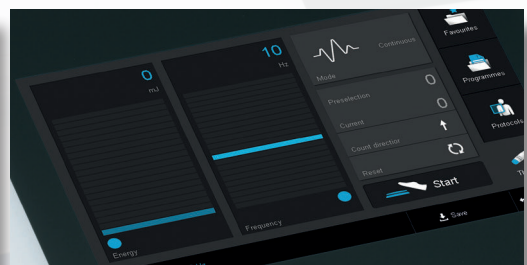 0
mJ
Energy
10
Hz
Frequency
Continuous
Mode
Preselection
0
Current
0
Count direction
Reset
Start
Save
Favourites
Programmes
Protocols